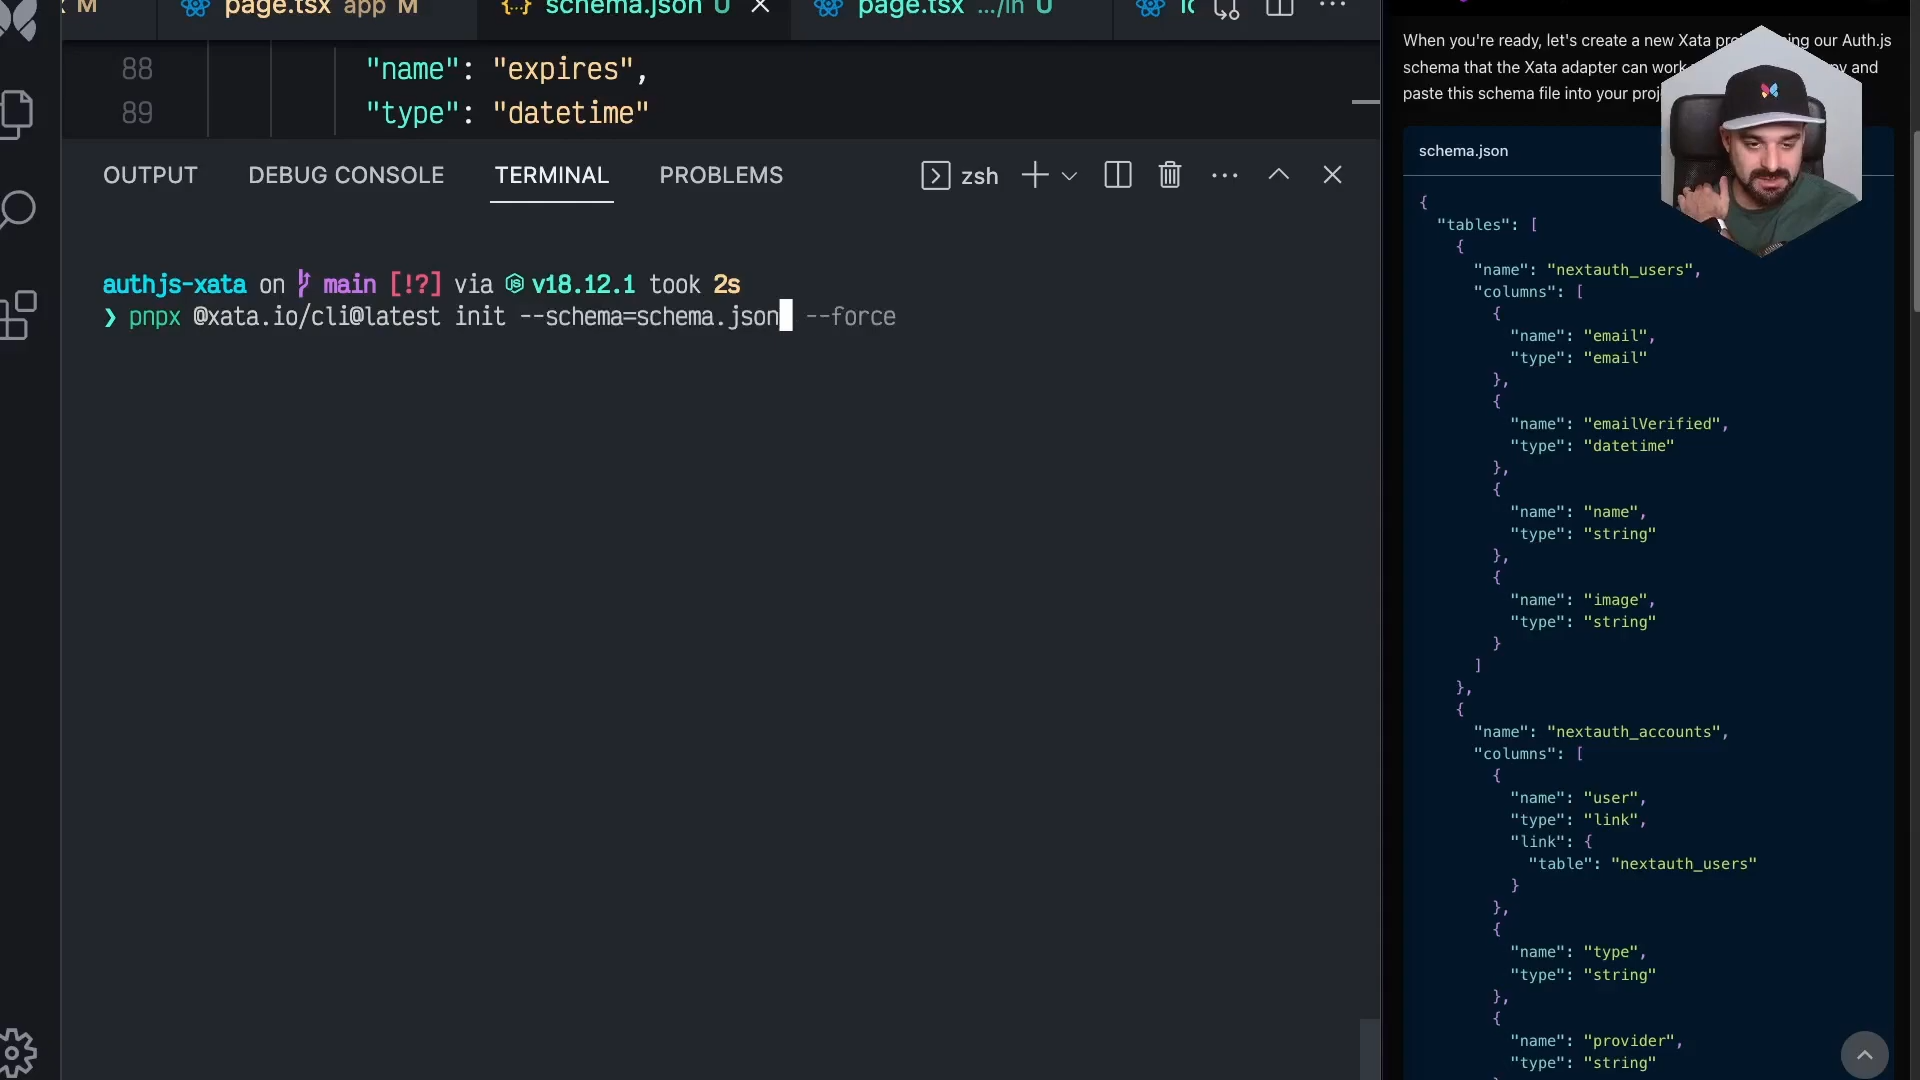 M
page.tsx app M
{..} schema.json U
page.tsx .../in U
88 "name": "expires",
89 "type": "datetime"
OUTPUT DEBUG CONSOLE TERMINAL PROBLEMS
zsh
authjs-xata on main [!?] via v18.12.1 took 2s
❯ pnpx @xata.io/cli@latest init --schema=schema.json --force
When you're ready, let's create a new Xata our Auth.js
schema that the Xata adapter can work and
paste this schema file into your
schema.json
{
"tables": [
{
"name": "nextauth_users",
"columns": [
{
"name": "email",
"type": "email"
},
{
"name": "emailVerified",
"type": "datetime"
},
{
"name": "name",
"type": "string"
},
{
"name": "image",
"type": "string"
}
]
},
{
"name": "nextauth_accounts",
"columns": [
{
"name": "user",
"type": "link",
"link": {
"table": "nextauth_users"
}
},
{
"name": "type",
"type": "string"
},
{
"name": "provider",
"type": "string"